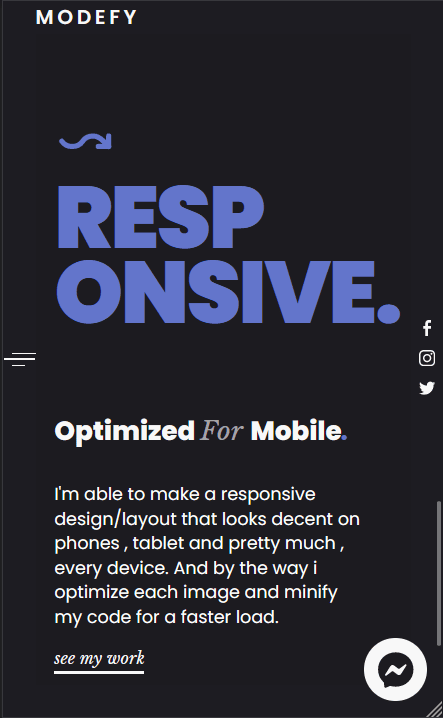 MODEFY
RESP
ONSIVE.
Optimized For Mobile.
I'm able to make a responsive
design/layout that looks decent on
phones , tablet and pretty much ,
every device. And by the way i
optimize each image and minify
my code for a faster load.
see my work